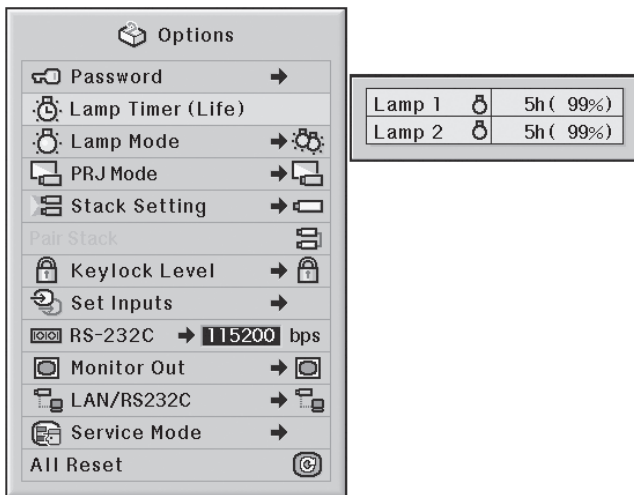 Options
Password
Lamp Timer (Life)
Lamp Mode
PRJ Mode
Stack Setting
Pair Stack
Keylock Level
Set Inputs
RS-232C 115200 bps
Monitor Out
LAN/RS232C
Service Mode
All Reset
Lamp 1 5h ( 99%)
Lamp 2 5h ( 99%)